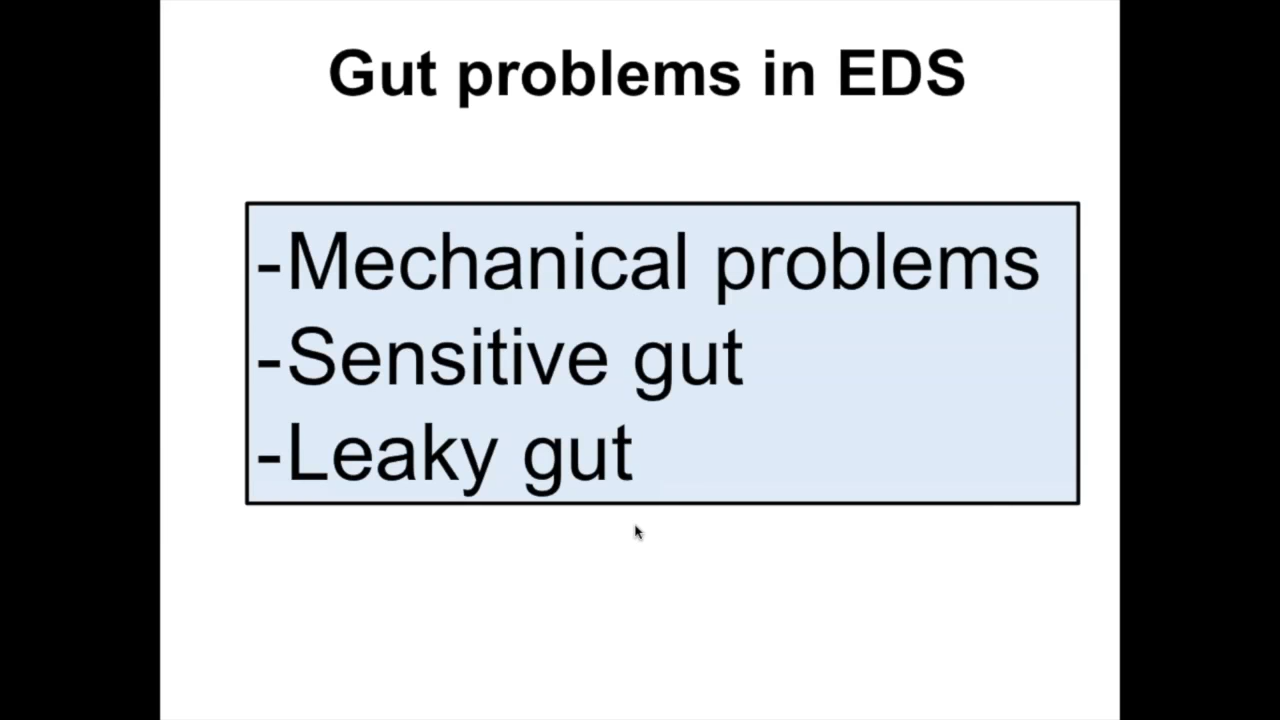 Gut problems in EDS
-Mechanical problems
-Sensitive gut
-Leaky gut